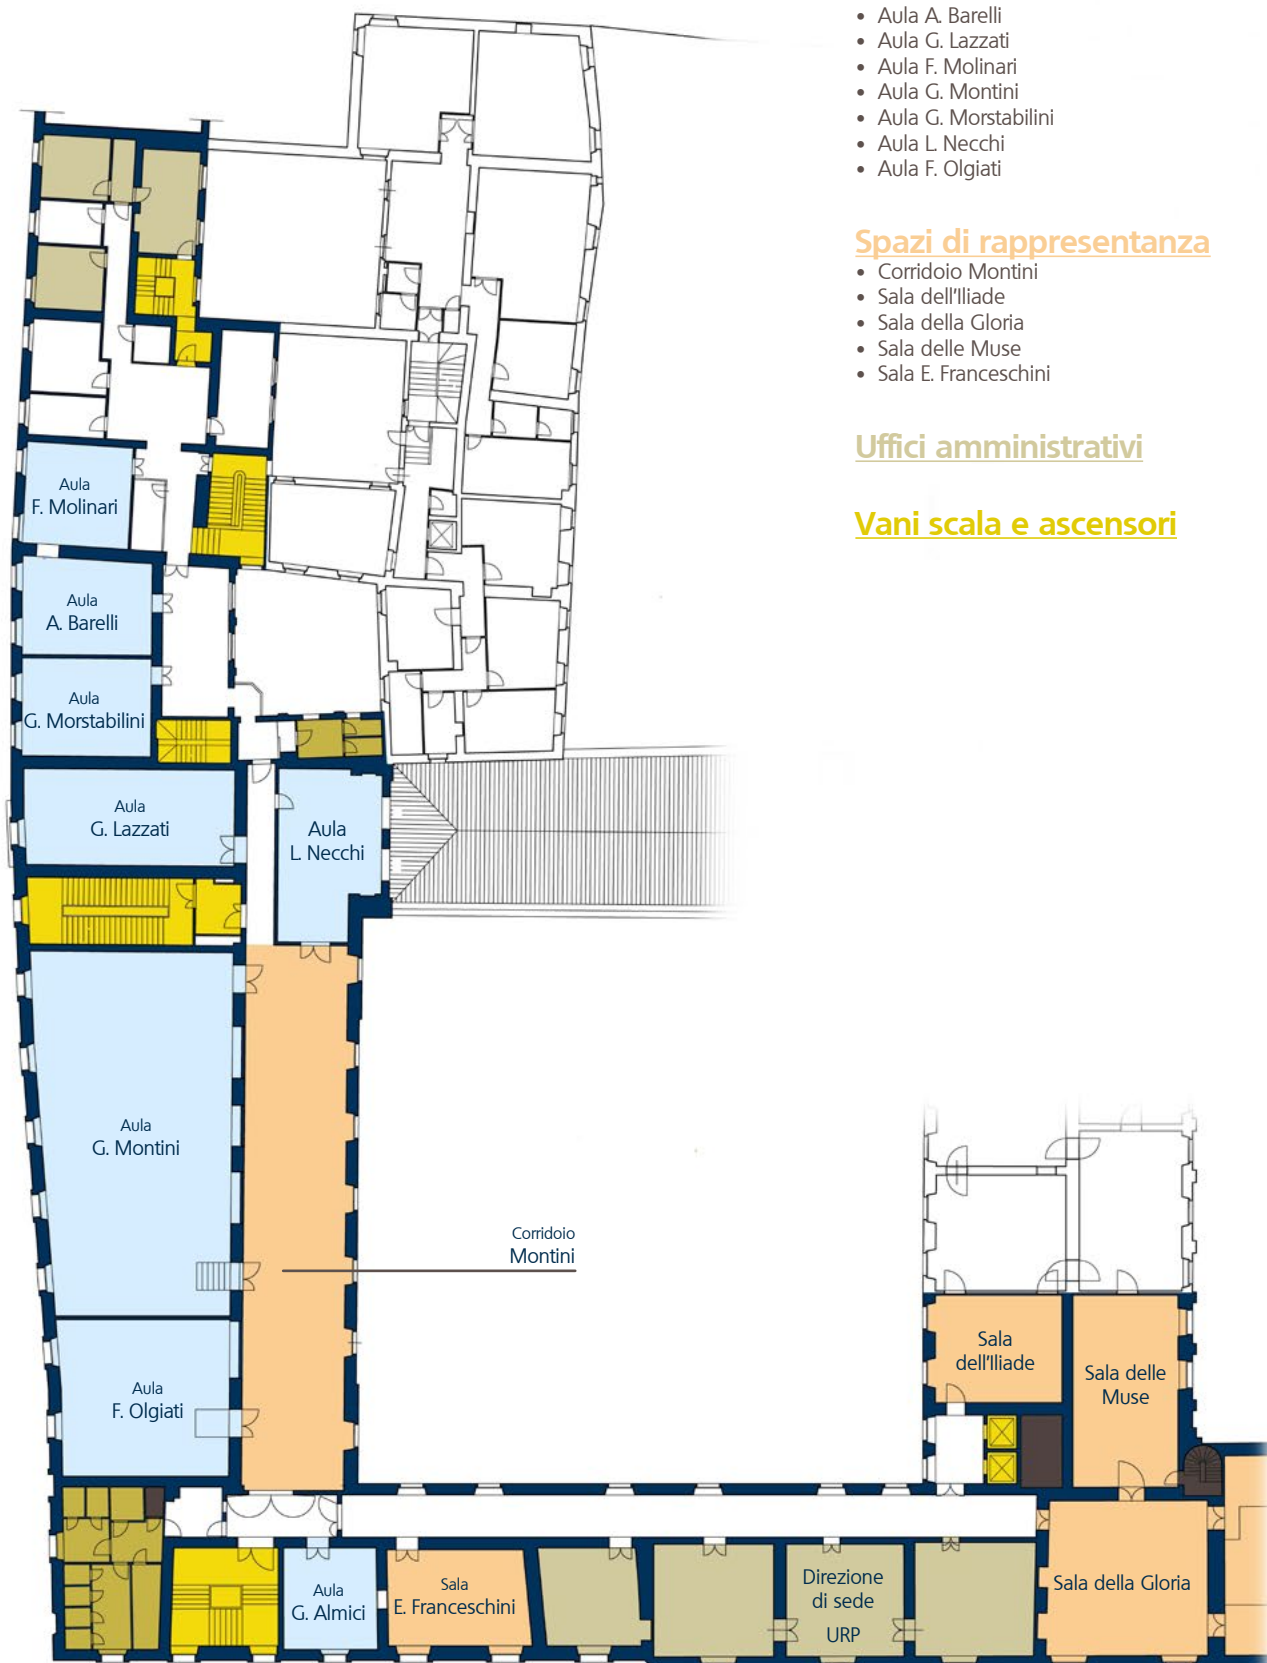 • Aula A. Barelli
• Aula G. Lazzati
• Aula F. Molinari
• Aula G. Montini
• Aula G. Morstabilini
• Aula L. Necchi
• Aula F. Olgiati
Spazi di rappresentanza
• Corridoio Montini
• Sala dell'Iliade
• Sala della Gloria
• Sala delle Muse
• Sala E. Franceschini
Uffici amministrativi
Vani scala e ascensori
Aula
F. Molinari
Aula
A. Barelli
Aula
G. Morstabilini
Aula
G. Lazzati
Aula
L. Necchi
Aula
G. Montini
Corridoio
Montini
Aula
F. Olgiati
Sala
dell'Iliade
Sala delle
Muse
Aula
G. Almici
Sala
E. Franceschini
Direzione
di sede
URP
Sala della Gloria